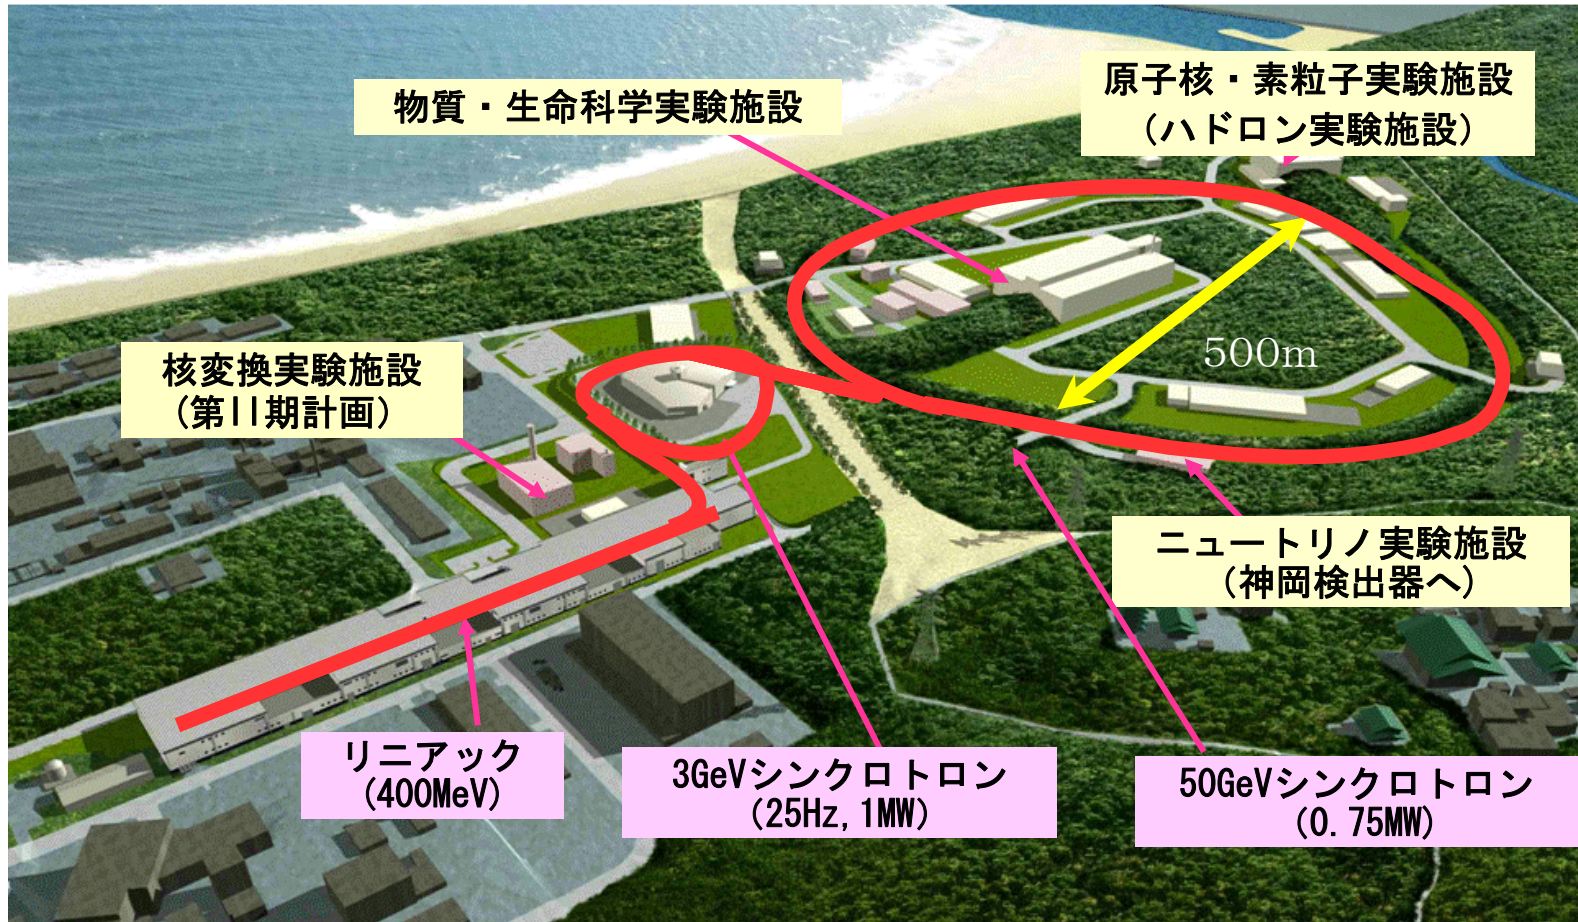 原子核・素粒子実験施設
(ハドロン実験施設)
物質・生命科学実験施設
500m
核変換実験施設
(第II期計画)
ニュートリノ実験施設
(神岡検出器へ)
リニアック
(400MeV)
3GeVシンクロトロン
(25Hz, 1MW)
50GeVシンクロトロン
(0.75MW)